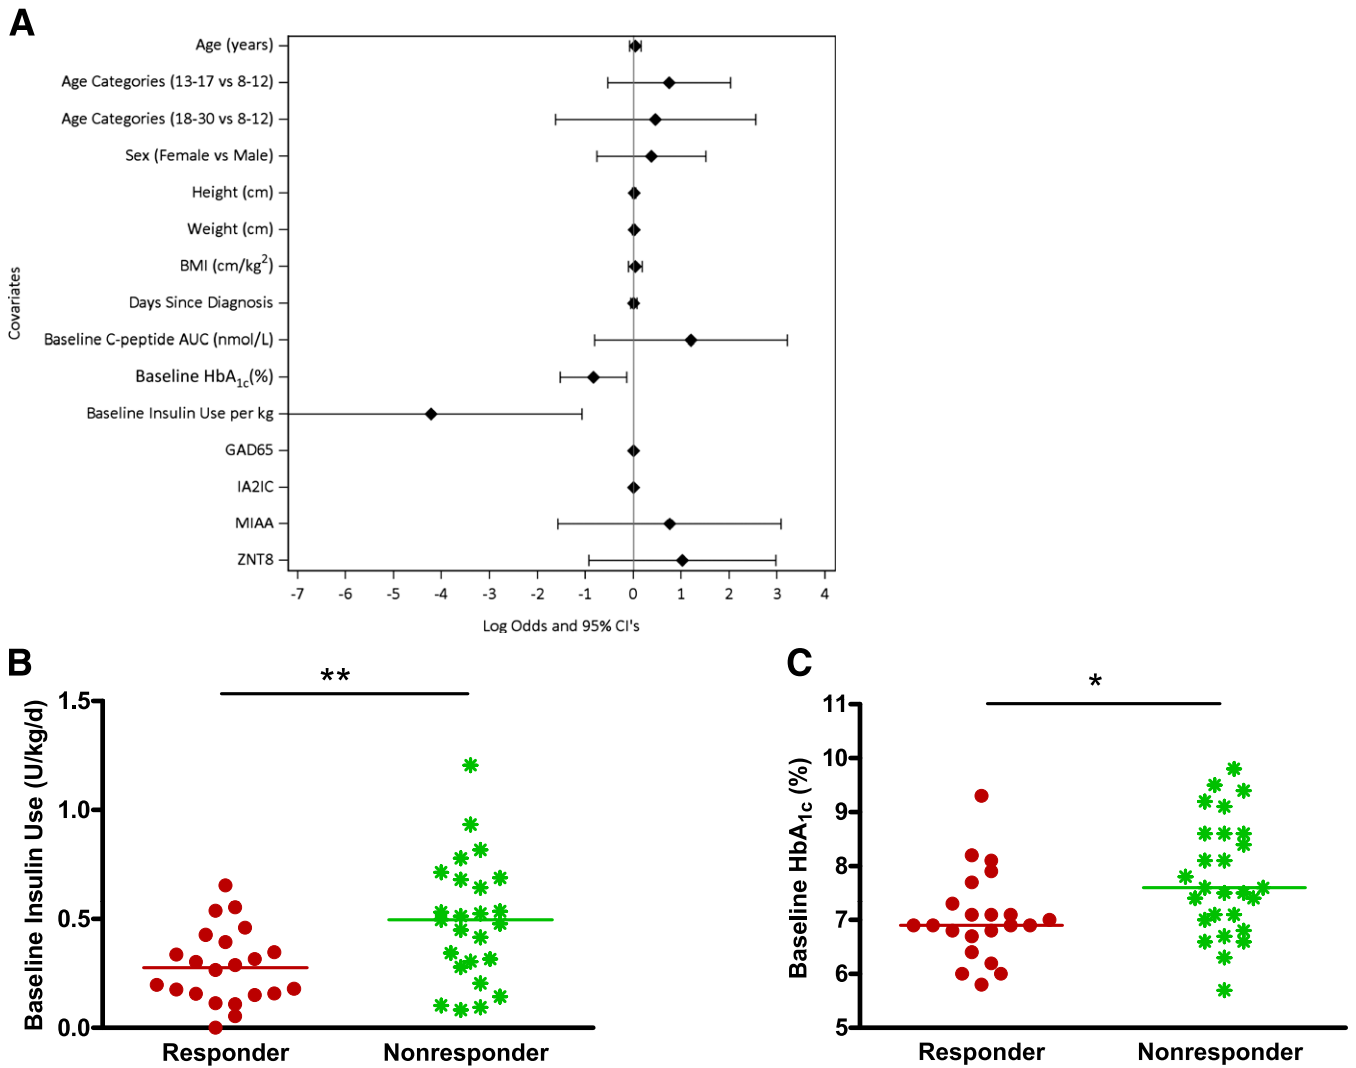 A
Covariates
Age (years)
Age Categories (13-17 vs 8-12)
Age Categories (18-30 vs 8-12)
Sex (Female vs Male)
Height (cm)
Weight (cm)
BMI (cm/kg²)
Days Since Diagnosis
Baseline C-peptide AUC (nmol/L)
Baseline HbA1c(%)
Baseline Insulin Use per kg
GAD65
IA2IC
MIAA
ZNT8
-7 -6 -5 -4 -3 -2 -1 0 1 2 3 4
Log Odds and 95% CI's
B
**
Baseline Insulin Use (U/kg/d)
1.5
1.0
0.5
0.0
Responder Nonresponder
C
*
Baseline HbA1c (%)
11
10
9
8
7
6
5
Responder Nonresponder